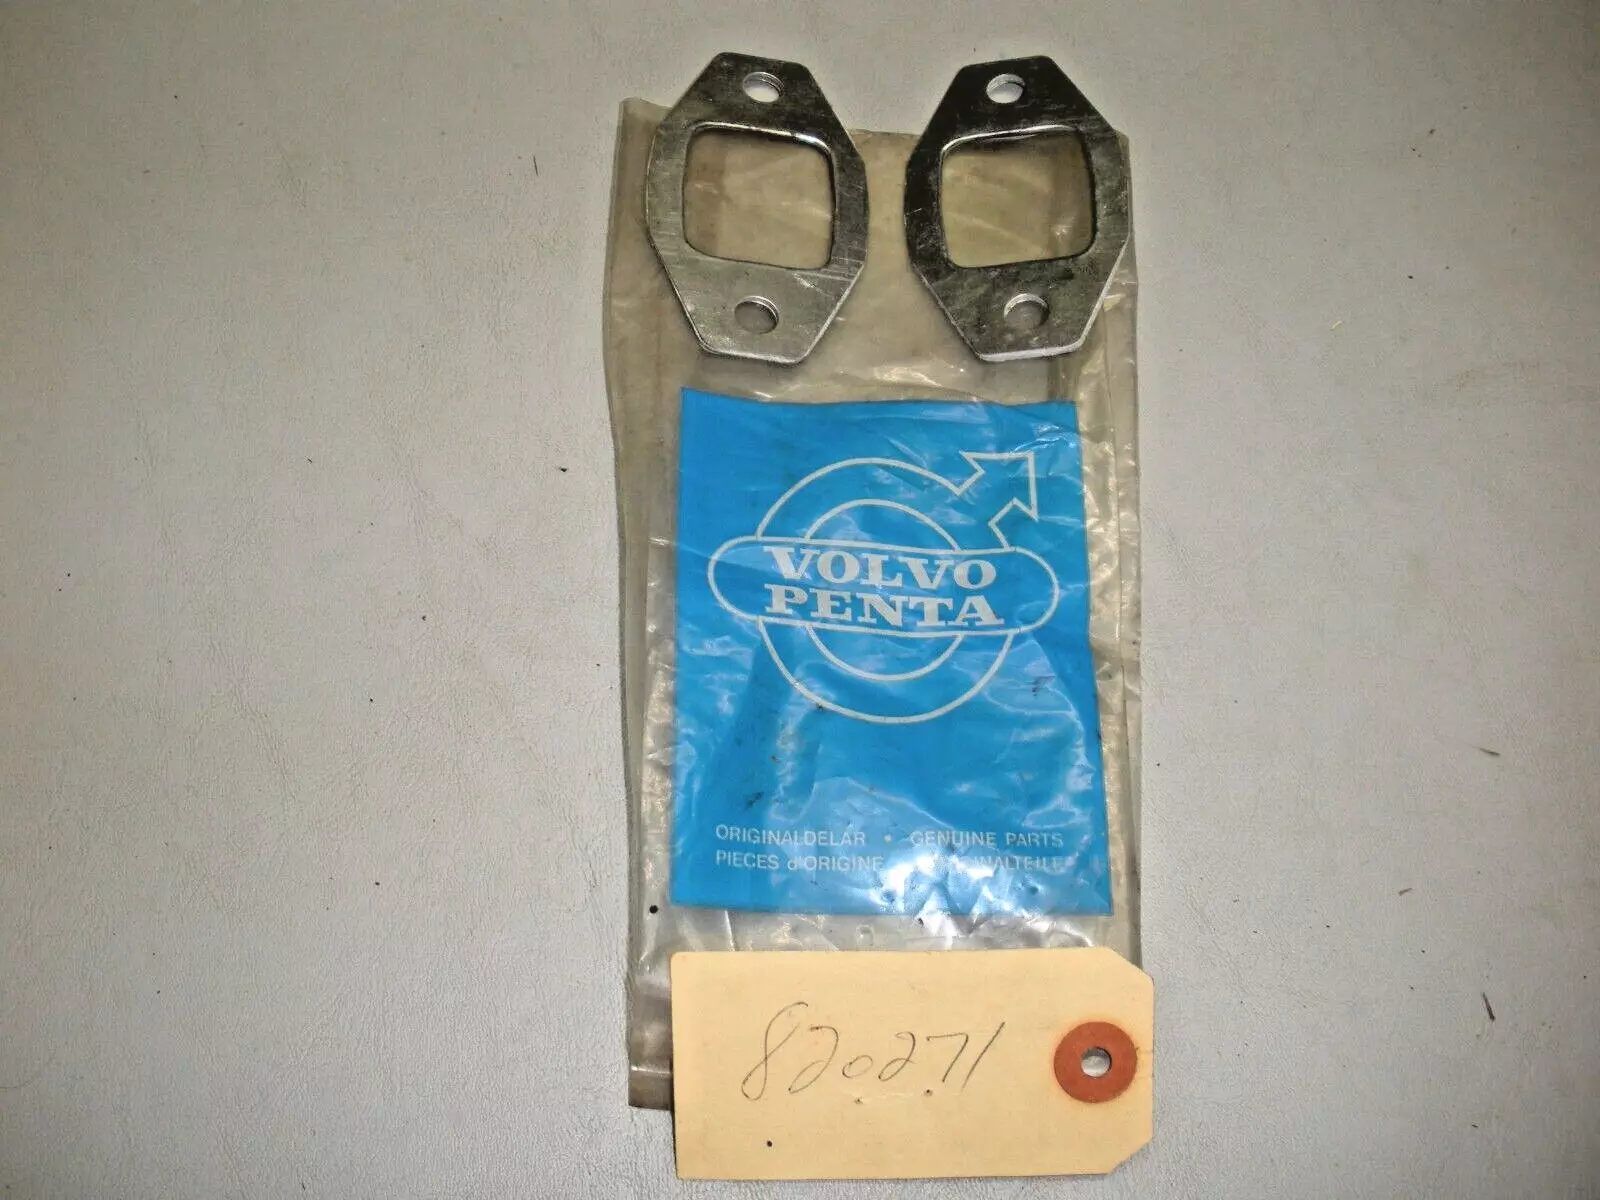 VOLVO
PENTA
ORIGINALDELAR • GENUINE PARTS
PIECES d'ORIGINE
820271